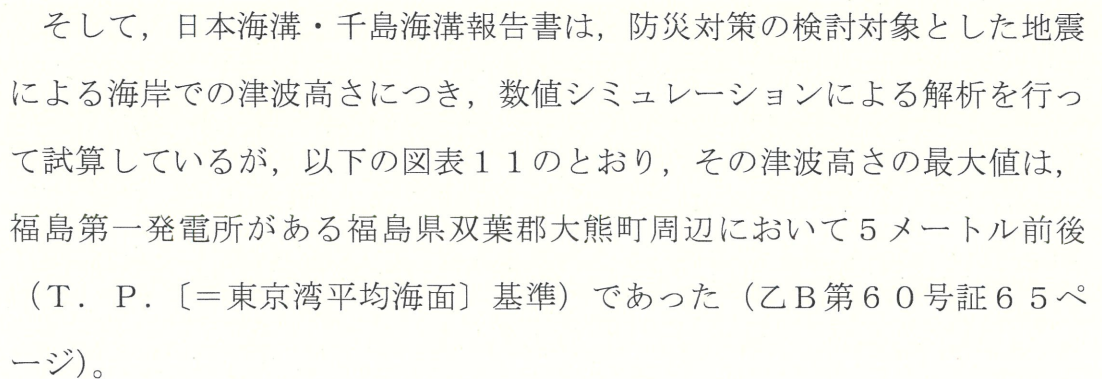 そして，日本海溝・千島海溝報告書は，防災対策の検討対象とした地震
による海岸での津波高さにつき，数値シミュレーションによる解析を行っ
て試算しているが，以下の図表１１のとおり，その津波高さの最大値は，
福島第一発電所がある福島県双葉郡大熊町周辺において５メートル前後
（Ｔ．Ｐ．〔＝東京湾平均海面〕基準）であった（乙Ｂ第６０号証６５ペ
ージ）。